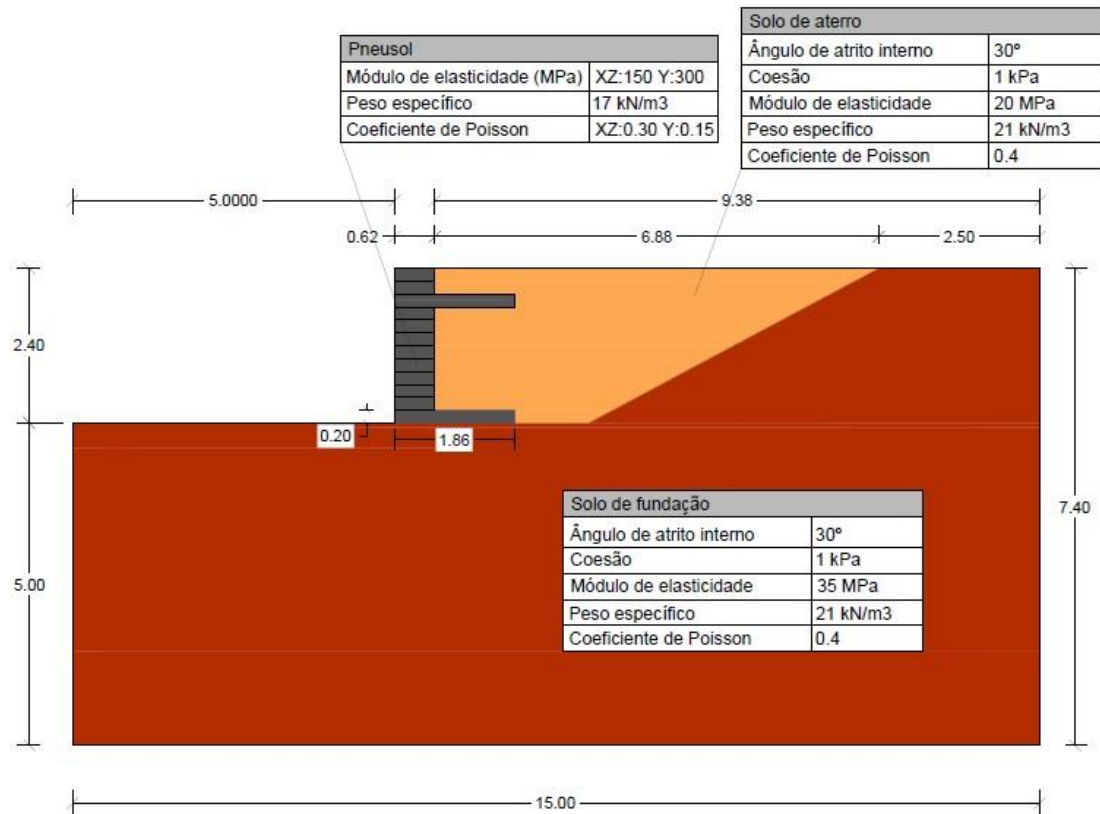 Solo de aterro
Ângulo de atrito interno 30º
Coesão 1 kPa
Módulo de elasticidade 20 MPa
Peso específico 21 kN/m3
Coeficiente de Poisson 0.4
Pneusol
Módulo de elasticidade (MPa) XZ:150 Y:300
Peso específico 17 kN/m3
Coeficiente de Poisson XZ:0.30 Y:0.15
5.0000 9.38
0.62 6.88 2.50
2.40
0.20 1.86
7.40
5.00
Solo de fundação
Ângulo de atrito interno 30º
Coesão 1 kPa
Módulo de elasticidade 35 MPa
Peso específico 21 kN/m3
Coeficiente de Poisson 0.4
15.00